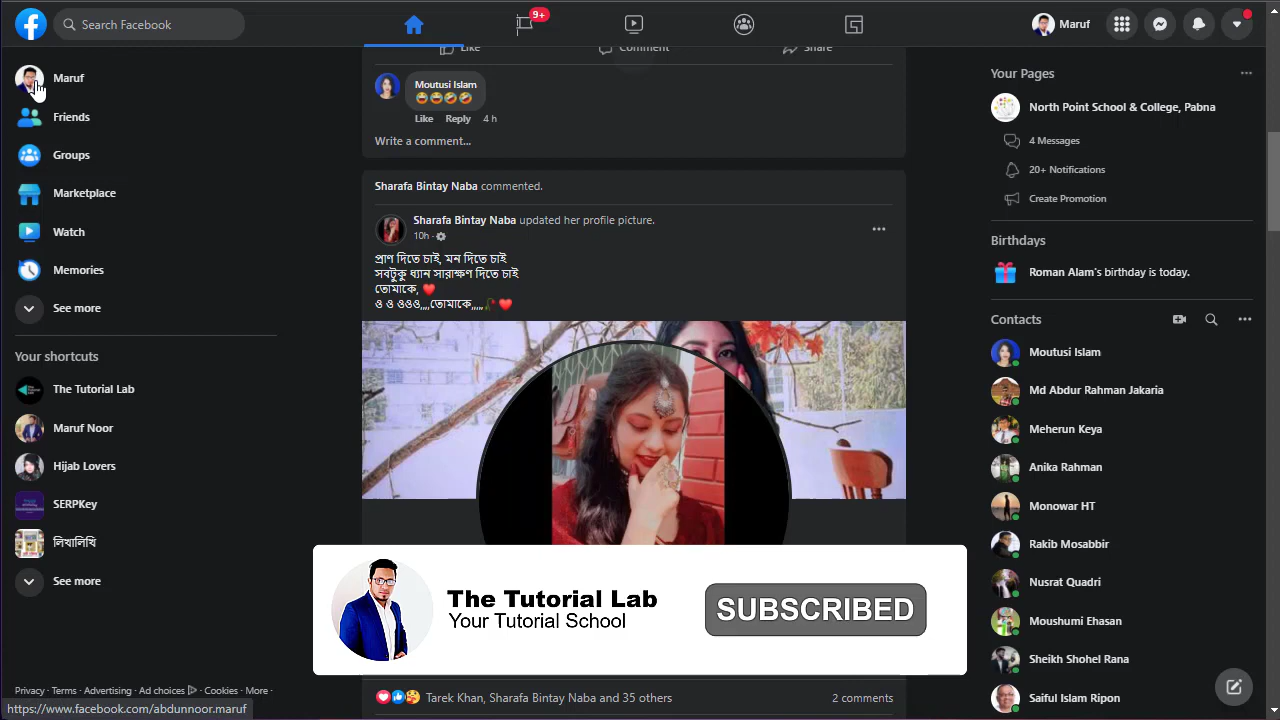 Search Facebook
9+
Maruf
Maruf
Friends
Groups
Marketplace
Watch
Memories
See more
Your shortcuts
The Tutorial Lab
Maruf Noor
Hijab Lovers
SERPKey
লিখালিখি
See more
Privacy · Terms · Advertising · Ad choices · Cookies · More ·
https://www.facebook.com/abdunnoor.maruf
Like Comment Share
Moutusi Islam
Like Reply 4 h
Write a comment...
Sharafa Bintay Naba commented.
Sharafa Bintay Naba updated her profile picture.
10h ·
প্রাণ দিতে চাই, মন দিতে চাই
সবটুকু ধ্যান সারাক্ষণ দিতে চাই
তোমাকে, ❤️
ও ও ওওও,,,,তোমাকে,,,,,🥀❤️
The Tutorial Lab
Your Tutorial School
SUBSCRIBED
Tarek Khan, Sharafa Bintay Naba and 35 others
2 comments
Your Pages
North Point School & College, Pabna
4 Messages
20+ Notifications
Create Promotion
Birthdays
Roman Alam's birthday is today.
Contacts
Moutusi Islam
Md Abdur Rahman Jakaria
Meherun Keya
Anika Rahman
Monowar HT
Rakib Mosabbir
Nusrat Quadri
Moushumi Ehasan
Sheikh Shohel Rana
Saiful Islam Ripon